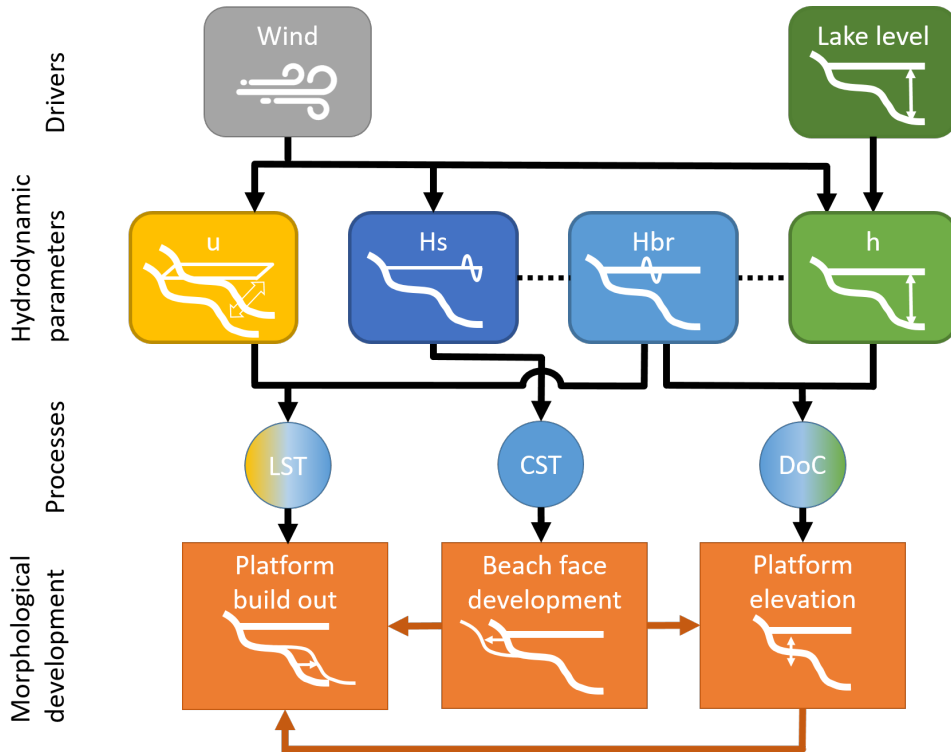 Drivers
Wind
Lake level
Hydrodynamic
parameters
u
Hs
Hbr
h
Processes
LST
CST
DoC
Morphological
development
Platform
build out
Beach face
development
Platform
elevation